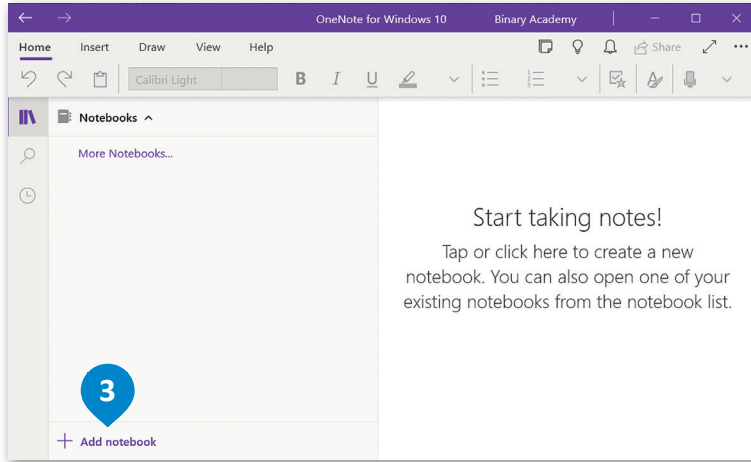 OneNote for Windows 10 Binary Academy
Home Insert Draw View Help Share
Calibri Light B I U
Notebooks
More Notebooks...
Start taking notes!
Tap or click here to create a new
notebook. You can also open one of your
existing notebooks from the notebook list.
3
Add notebook